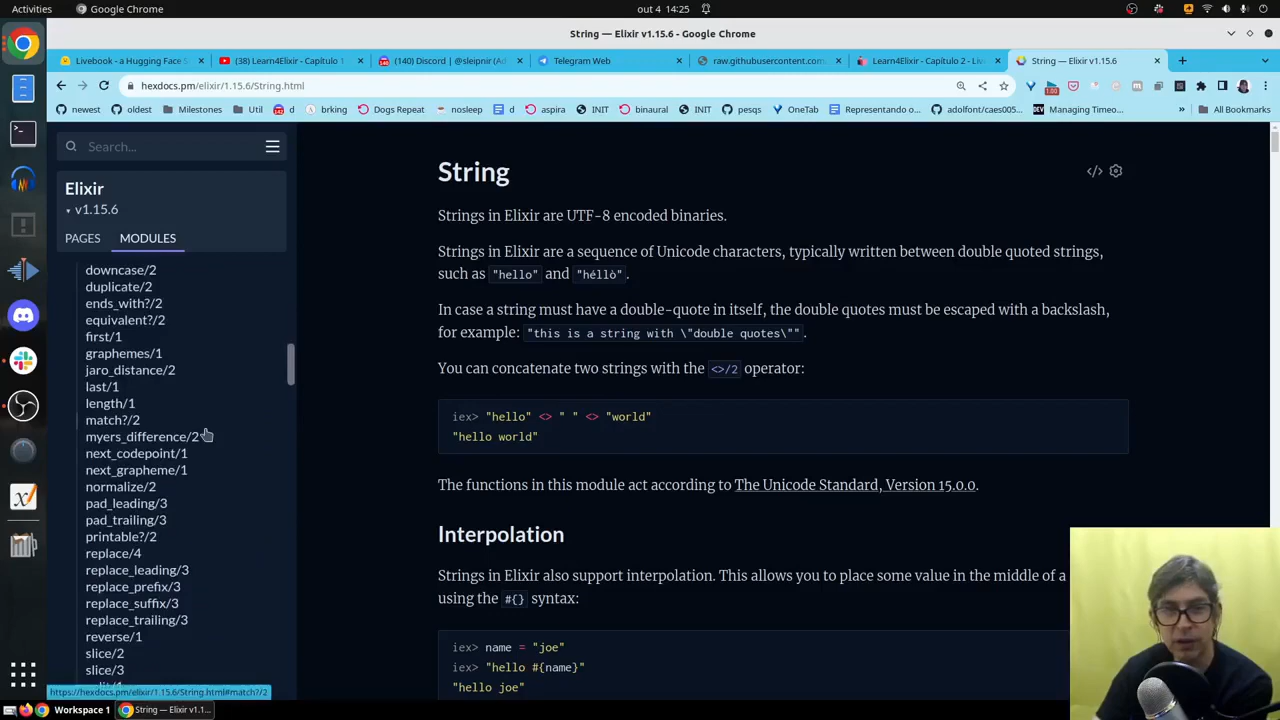 Activities
Google Chrome
out 4 14:25
String — Elixir v1.15.6 - Google Chrome
Livebook - a Hugging Face S
(38) Learn4Elixir - Capítulo 1
(140) Discord | @sleipnir (Ad
Telegram Web
raw.githubusercontent.com
Learn4Elixir - Capítulo 2 - Liv
String — Elixir v1.15.6
hexdocs.pm/elixir/1.15.6/String.html
newest
oldest
Milestones
Util
d
brking
Dogs Repeat
nosleep
d
aspira
INIT
binaural
INIT
pesqs
OneTab
Representando o...
adolfont/caes005...
Managing Timeo...
»
All Bookmarks
Search...
Elixir
v1.15.6
PAGES
MODULES
downcase/2
duplicate/2
ends_with?/2
equivalent?/2
first/1
graphemes/1
jaro_distance/2
last/1
length/1
match?/2
myers_difference/2
next_codepoint/1
next_grapheme/1
normalize/2
pad_leading/3
pad_trailing/3
printable?/2
replace/4
replace_leading/3
replace_prefix/3
replace_suffix/3
replace_trailing/3
reverse/1
slice/2
slice/3
https://hexdocs.pm/elixir/1.15.6/String.html#match?/2
String
Strings in Elixir are UTF-8 encoded binaries.
Strings in Elixir are a sequence of Unicode characters, typically written between double quoted strings,
such as "hello" and "héllò".
In case a string must have a double-quote in itself, the double quotes must be escaped with a backslash,
for example: "this is a string with \"double quotes\"".
You can concatenate two strings with the <>/2 operator:
iex> "hello" <> " " <> "world"
"hello world"
The functions in this module act according to The Unicode Standard, Version 15.0.0.
Interpolation
Strings in Elixir also support interpolation. This allows you to place some value in the middle of a
using the #{} syntax:
iex> name = "joe"
iex> "hello #{name}"
"hello joe"
Workspace 1
String — Elixir v1.1...